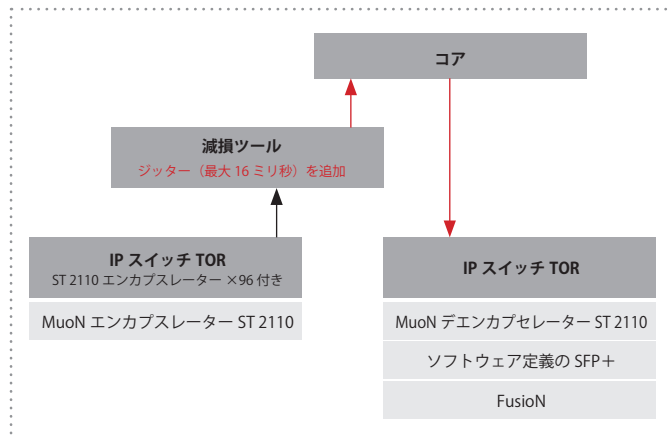 コア
減損ツール
ジッター（最大 16 ミリ秒）を追加
IP スイッチ TOR
ST 2110 エンカプスレーター ×96 付き
MuoN エンカプスレーター ST 2110
IP スイッチ TOR
MuoN デエンカプセレーター ST 2110
ソフトウェア定義の SFP＋
FusioN